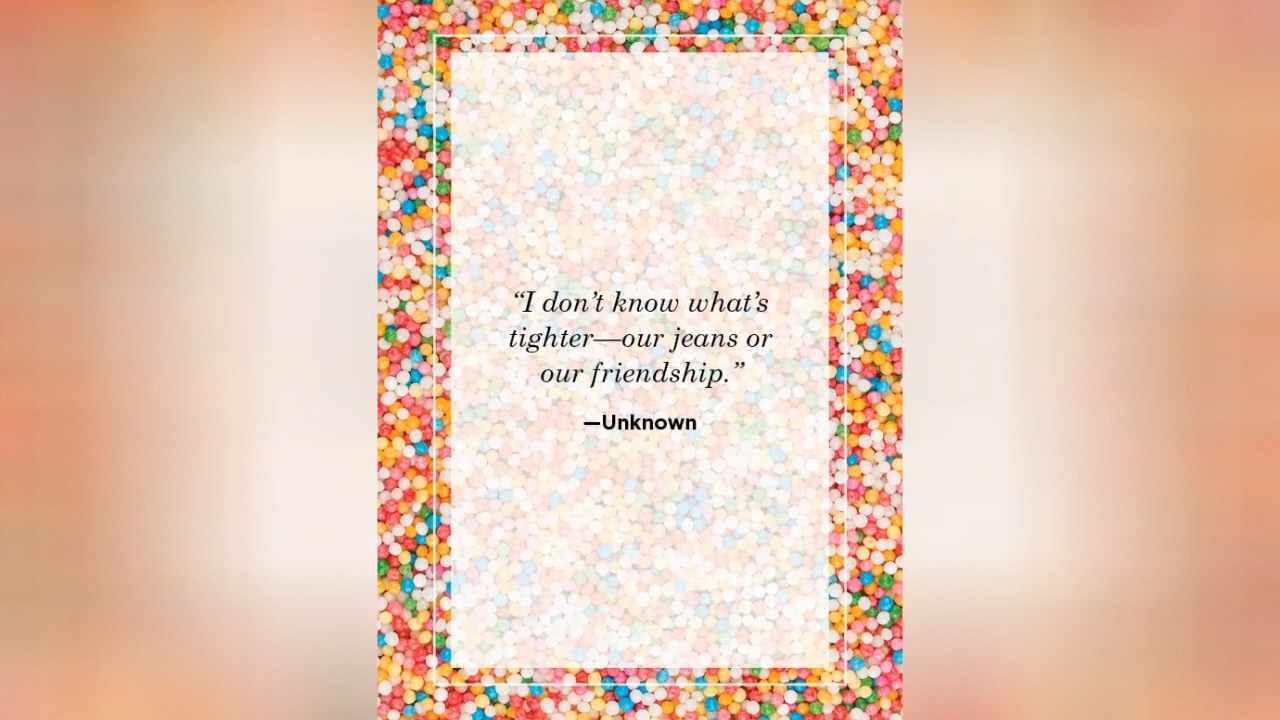 “I don’t know what’s
tighter—our jeans or
our friendship.”
—Unknown